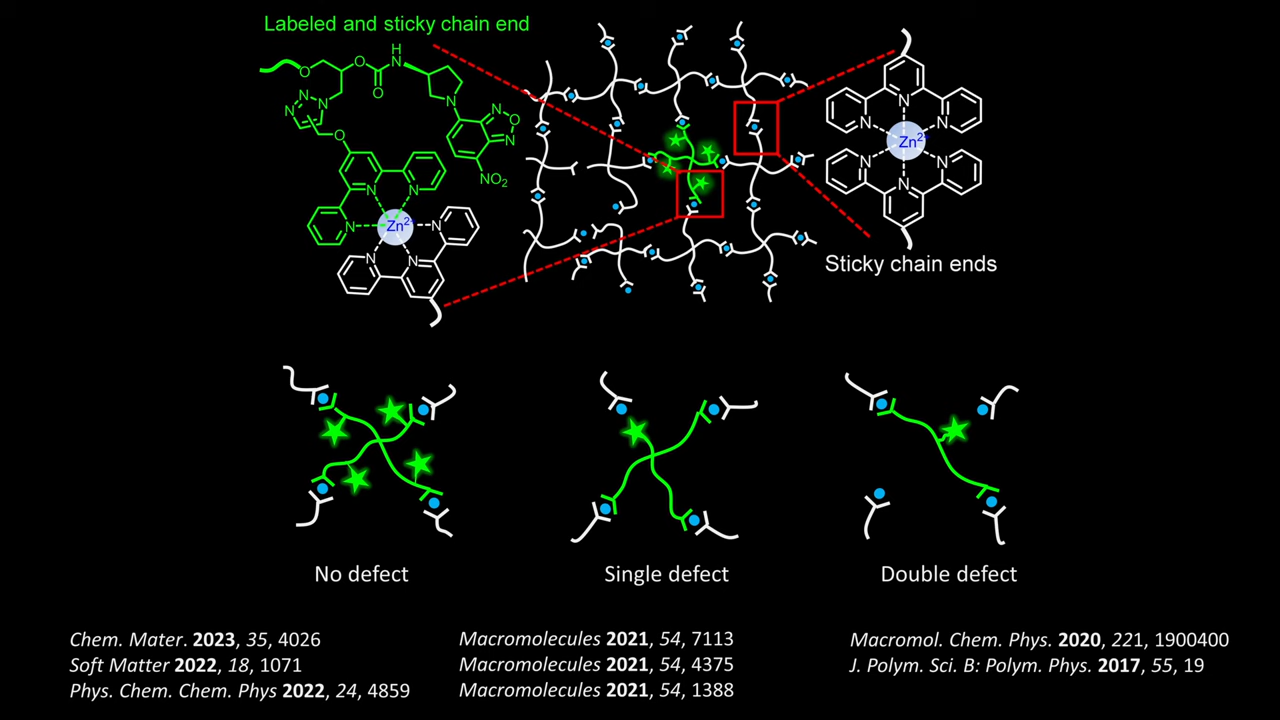 Labeled and sticky chain end
H
O
O
N
O
N
N
N
N
N
O
N
O
NO2
N
N
N
Zn2+
N
N
N
N
N
N
Zn2+
N
N
N
Sticky chain ends
No defect
Single defect
Double defect
Chem. Mater. 2023, 35, 4026
Soft Matter 2022, 18, 1071
Phys. Chem. Chem. Phys 2022, 24, 4859
Macromolecules 2021, 54, 7113
Macromolecules 2021, 54, 4375
Macromolecules 2021, 54, 1388
Macromol. Chem. Phys. 2020, 221, 1900400
J. Polym. Sci. B: Polym. Phys. 2017, 55, 19